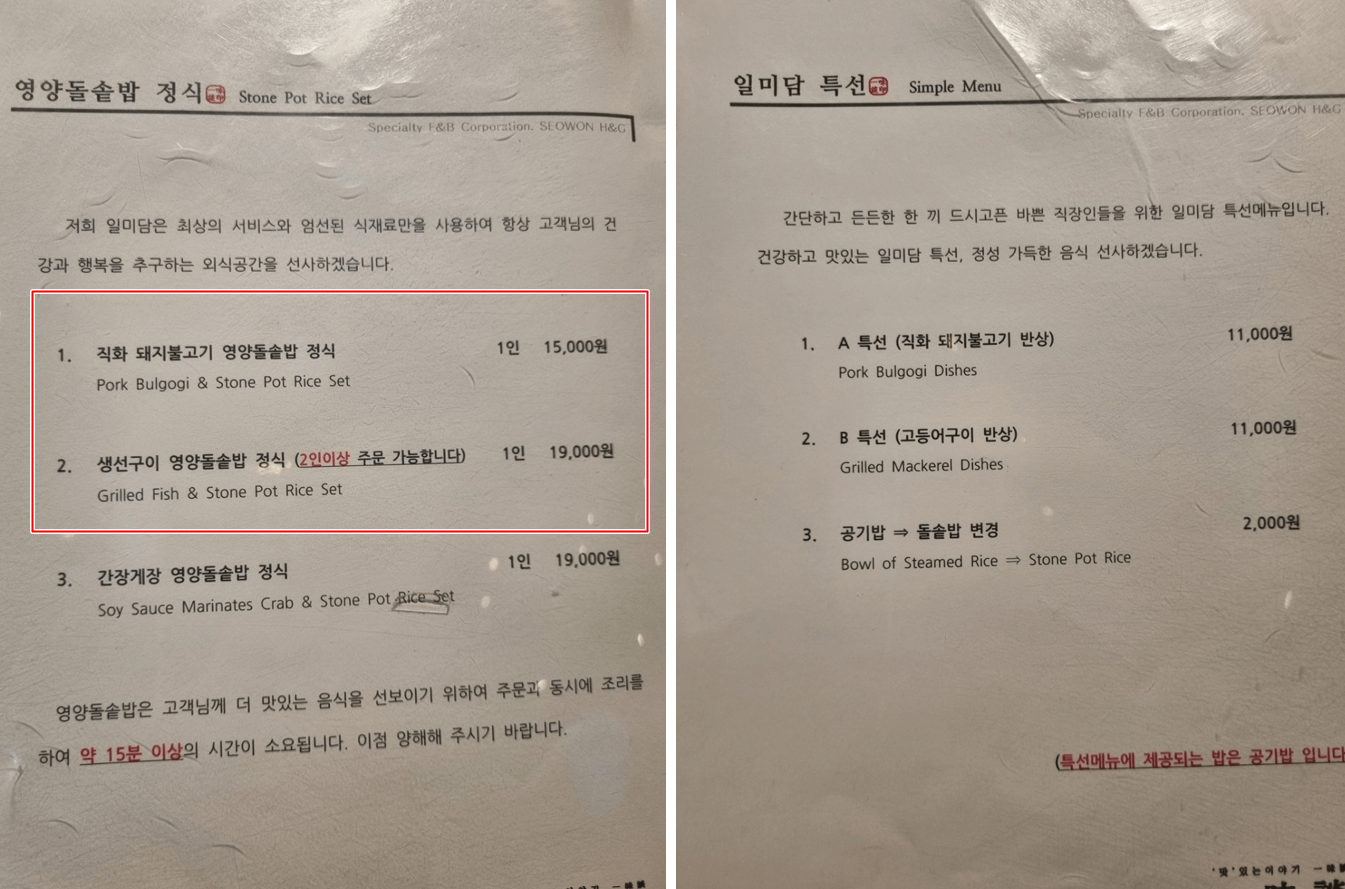 영양돌솥밥 정식 Stone Pot Rice Set
Specialty F&B Corporation. SEOWON H&G
저희 일미담은 최상의 서비스와 엄선된 식재료만을 사용하여 항상 고객님의 건
강과 행복을 추구하는 외식공간을 선사하겠습니다.
1. 직화 돼지불고기 영양돌솥밥 정식 1인 15,000원
Pork Bulgogi & Stone Pot Rice Set
2. 생선구이 영양돌솥밥 정식 (2인이상 주문 가능합니다) 1인 19,000원
Grilled Fish & Stone Pot Rice Set
3. 간장게장 영양돌솥밥 정식 1인 19,000원
Soy Sauce Marinates Crab & Stone Pot Rice Set
영양돌솥밥은 고객님께 더 맛있는 음식을 선보이기 위하여 주문과 동시에 조리를
하여 약 15분 이상의 시간이 소요됩니다. 이점 양해해 주시기 바랍니다.
일미담 특선 Simple Menu
Specialty F&B Corporation. SEOWON H&G
간단하고 든든한 한 끼 드시고픈 바쁜 직장인들을 위한 일미담 특선메뉴입니다.
건강하고 맛있는 일미담 특선, 정성 가득한 음식 선사하겠습니다.
1. A 특선 (직화 돼지불고기 반상) 11,000원
Pork Bulgogi Dishes
2. B 특선 (고등어구이 반상) 11,000원
Grilled Mackerel Dishes
3. 공기밥 ⇒ 돌솥밥 변경 2,000원
Bowl of Steamed Rice ⇒ Stone Pot Rice
(특선메뉴에 제공되는 밥은 공기밥 입니다
'맛'있는이야기